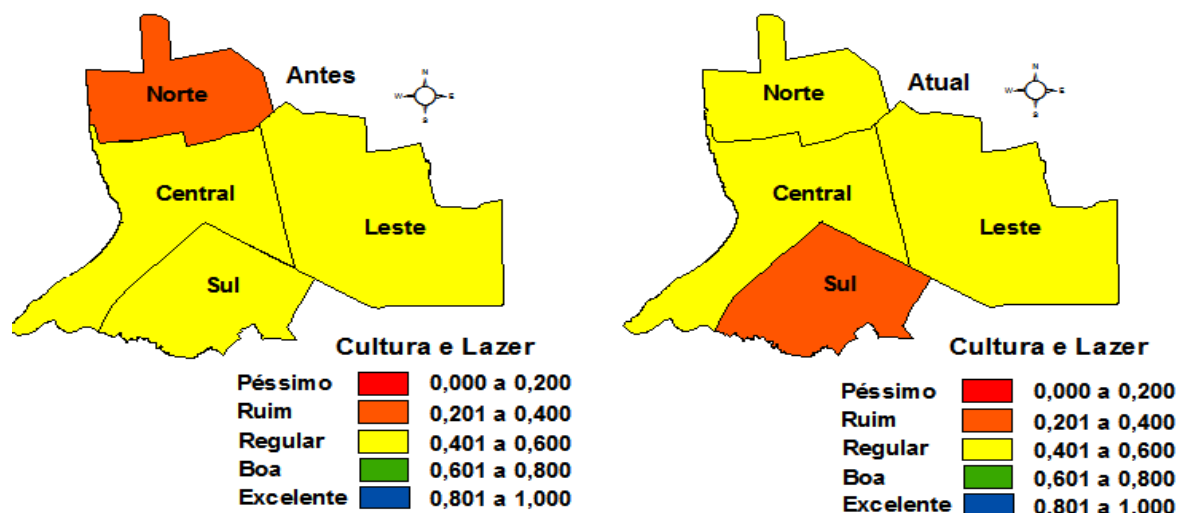 Antes
N
W
E
S
Norte
Central
Leste
Sul
Cultura e Lazer
Péssimo 0,000 a 0,200
Ruim 0,201 a 0,400
Regular 0,401 a 0,600
Boa 0,601 a 0,800
Excelente 0,801 a 1,000
Atual
N
W
E
S
Norte
Central
Leste
Sul
Cultura e Lazer
Péssimo 0,000 a 0,200
Ruim 0,201 a 0,400
Regular 0,401 a 0,600
Boa 0,601 a 0,800
Excelente 0,801 a 1,000